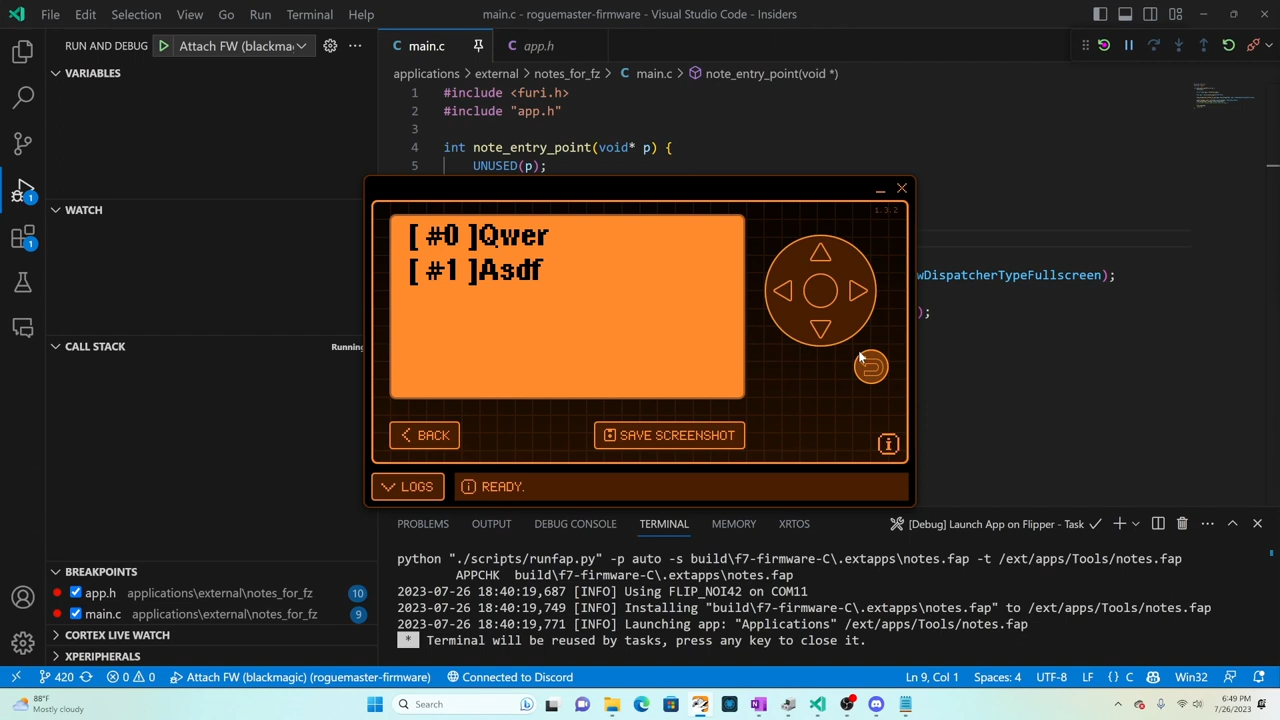 File Edit Selection View Go Run Terminal Help
main.c - roguemaster-firmware - Visual Studio Code - Insiders
RUN AND DEBUG Attach FW (blackmag
VARIABLES
WATCH
CALL STACK Running
BREAKPOINTS
app.h applications\external\notes_for_fz 10
main.c applications\external\notes_for_fz 9
CORTEX LIVE WATCH
XPERIPHERALS
C main.c C app.h
applications > external > notes_for_fz > C main.c > note_entry_point(void *)
1 #include <furi.h>
2 #include "app.h"
3
4 int note_entry_point(void* p) {
5 UNUSED(p);
wDispatcherTypeFullscreen);
);
1.3.2
[ #0 ]Qwer
[ #1 ]Asdf
BACK
SAVE SCREENSHOT
LOGS
READY.
PROBLEMS OUTPUT DEBUG CONSOLE TERMINAL MEMORY XRTOS
[Debug] Launch App on Flipper - Task
python "./scripts/runfap.py" -p auto -s build\f7-firmware-C\.extapps\notes.fap -t /ext/apps/Tools/notes.fap
APPCHK build\f7-firmware-C\.extapps\notes.fap
2023-07-26 18:40:19,687 [INFO] Using FLIP_NOI42 on COM11
2023-07-26 18:40:19,749 [INFO] Installing "build\f7-firmware-C\.extapps\notes.fap" to /ext/apps/Tools/notes.fap
2023-07-26 18:40:19,771 [INFO] Launching app: "Applications" /ext/apps/Tools/notes.fap
* Terminal will be reused by tasks, press any key to close it.
420 0 0 Attach FW (blackmagic) (roguemaster-firmware) Connected to Discord
Ln 9, Col 1 Spaces: 4 UTF-8 LF {} C Win32
88°F
Mostly cloudy
Search
6:49 PM
7/26/2023